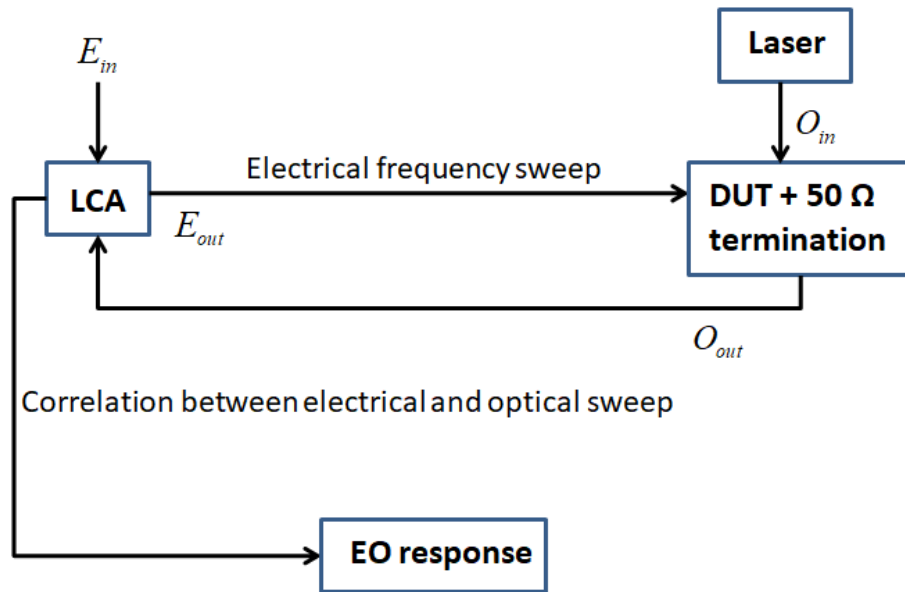 Laser
E_in
O_in
Electrical frequency sweep
LCA
DUT + 50 Ω
termination
E_out
O_out
Correlation between electrical and optical sweep
EO response